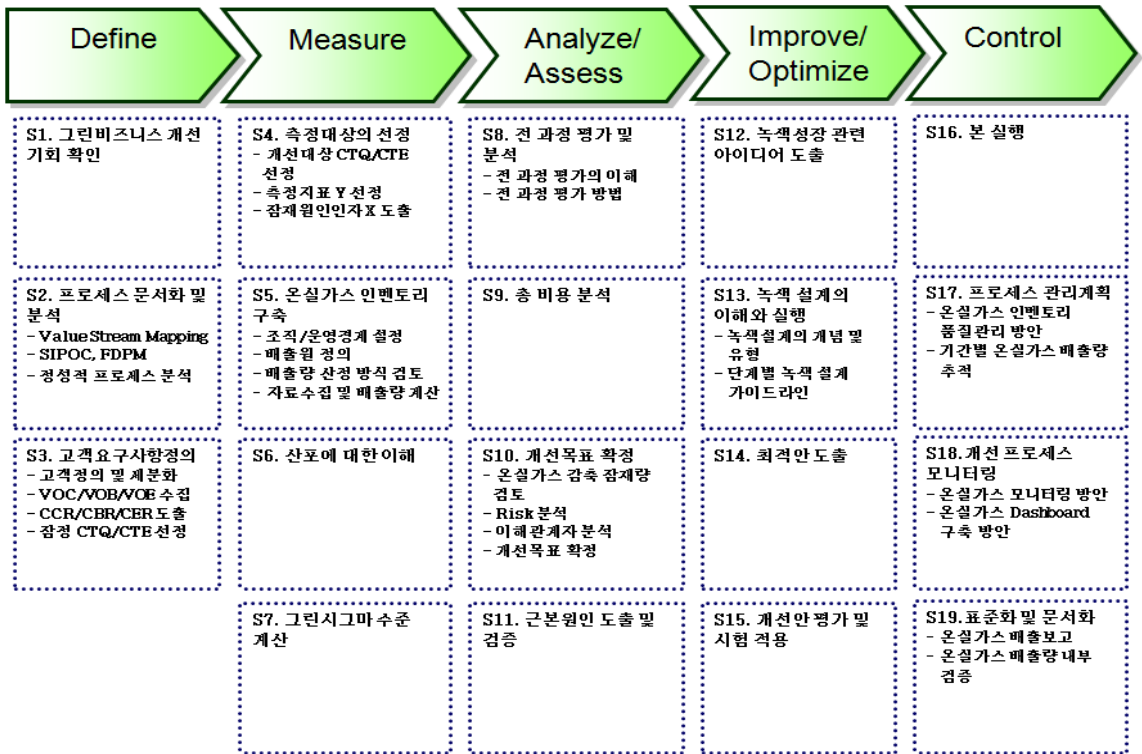 Define
Measure
Analyze/
Assess
Improve/
Optimize
Control
S1. 그린비즈니스 개선
기회 확인
S2. 프로세스 문서화 및
분석
- Value Stream Mapping
- SIPOC, FDPM
- 정성적 프로세스 분석
S3. 고객요구사항정의
- 고객정의 및 세분화
- VOC/VOB/VOE 수집
- CCR/CBR/CER 도출
- 잠정 CTQ/CTE 선정
S4. 측정대상의 선정
- 개선대상 CTQ/CTE
선정
- 측정지표 Y 선정
- 잠재원인인자 X 도출
S5. 온실가스 인벤토리
구축
- 조직/운영경계 설정
- 배출원 정의
- 배출량 산정 방식 검토
- 자료수집 및 배출량 계산
S6. 산포에 대한 이해
S7. 그린시그마 수준
계산
S8. 전 과정 평가 및
분석
- 전 과정 평가의 이해
- 전 과정 평가 방법
S9. 총 비용 분석
S10. 개선목표 확정
- 온실가스 감축 잠재량
검토
- Risk 분석
- 이해관계자 분석
- 개선목표 확정
S11. 근본원인 도출 및
검증
S12. 녹색성장 관련
아이디어 도출
S13. 녹색 설계의
이해와 실행
- 녹색설계의 개념 및
유형
- 단계별 녹색 설계
가이드라인
S14. 최적안 도출
S15. 개선안 평가 및
시험 적용
S16. 본 실행
S17. 프로세스 관리계획
- 온실가스 인벤토리
품질관리 방안
- 기간별 온실가스 배출량
추적
S18.개선 프로세스
모니터링
- 온실가스 모니터링 방안
- 온실가스 Dashboard
구축 방안
S19.표준화 및 문서화
- 온실가스 배출보고
- 온실가스 배출량 내부
검증